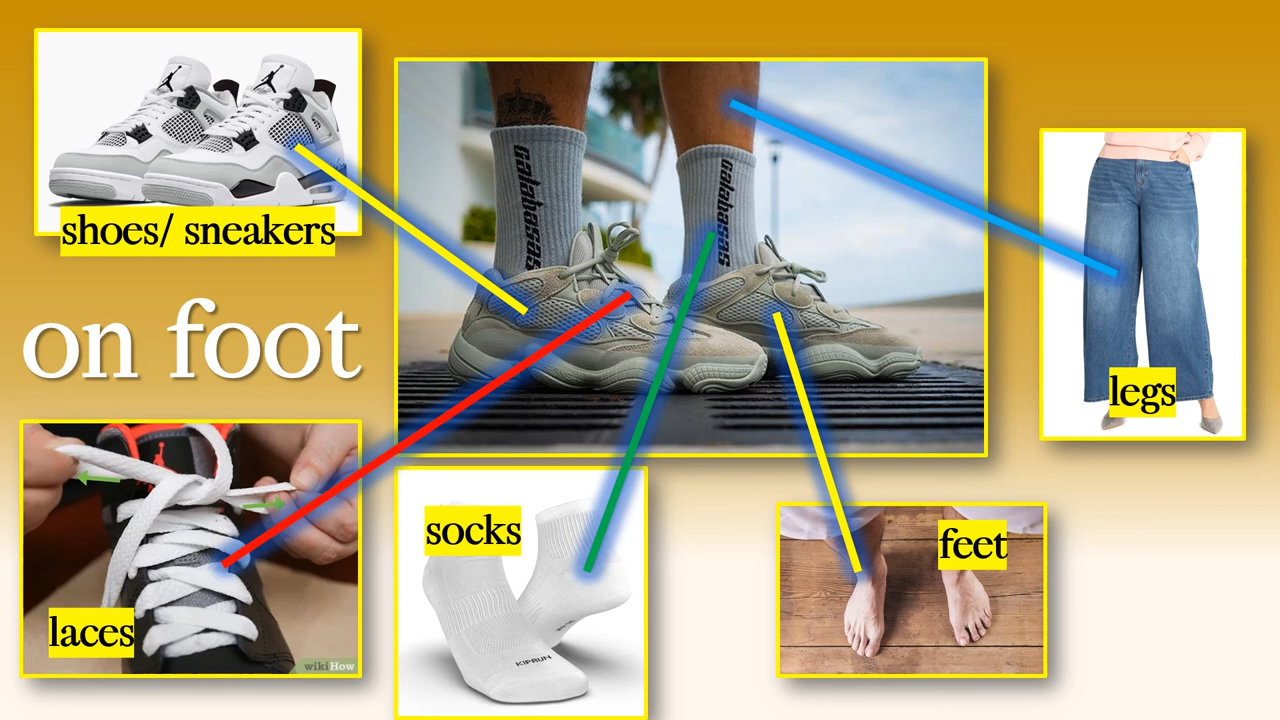 shoes/ sneakers
calabasas
calabasas
on foot
legs
socks
feet
laces
KIPRUN
wikiHow